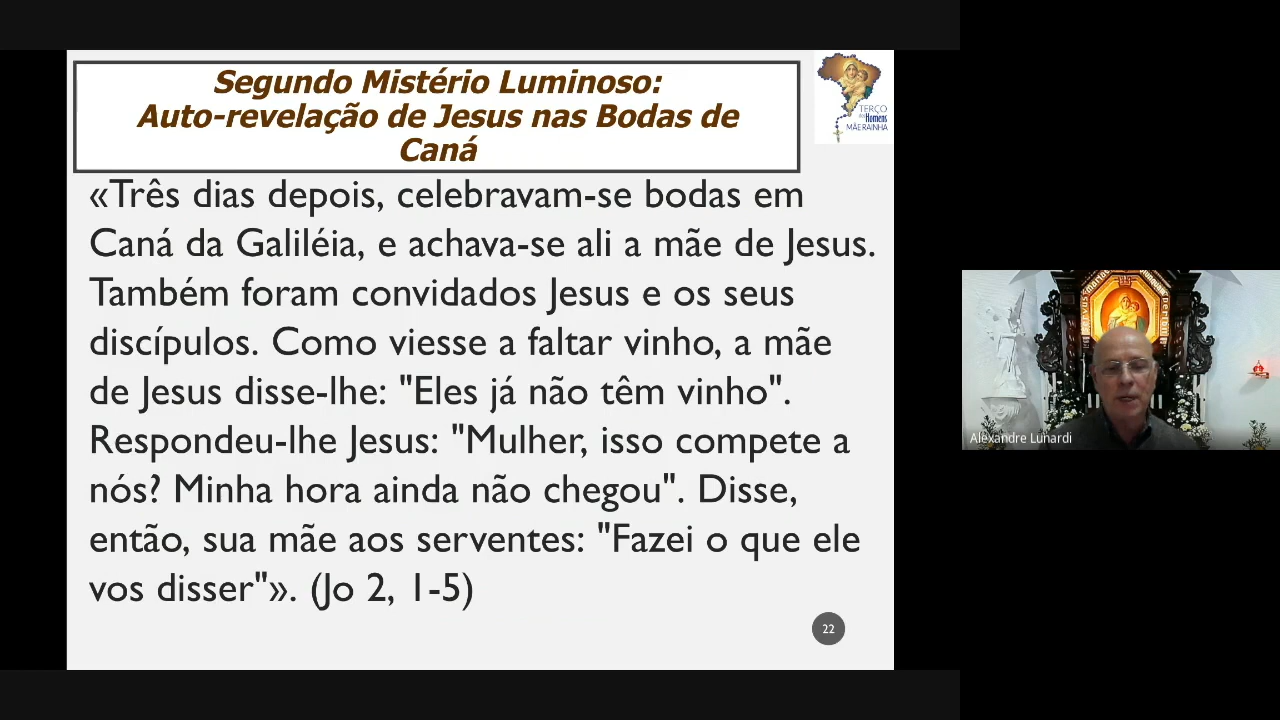 Segundo Mistério Luminoso:
Auto-revelação de Jesus nas Bodas de
Caná
TERÇO
dos Homens
MÃE RAINHA
«Três dias depois, celebravam-se bodas em
Caná da Galiléia, e achava-se ali a mãe de Jesus.
Também foram convidados Jesus e os seus
discípulos. Como viesse a faltar vinho, a mãe
de Jesus disse-lhe: "Eles já não têm vinho".
Respondeu-lhe Jesus: "Mulher, isso compete a
nós? Minha hora ainda não chegou". Disse,
então, sua mãe aos serventes: "Fazei o que ele
vos disser"». (Jo 2, 1-5)
22
Alexandre Lunardi